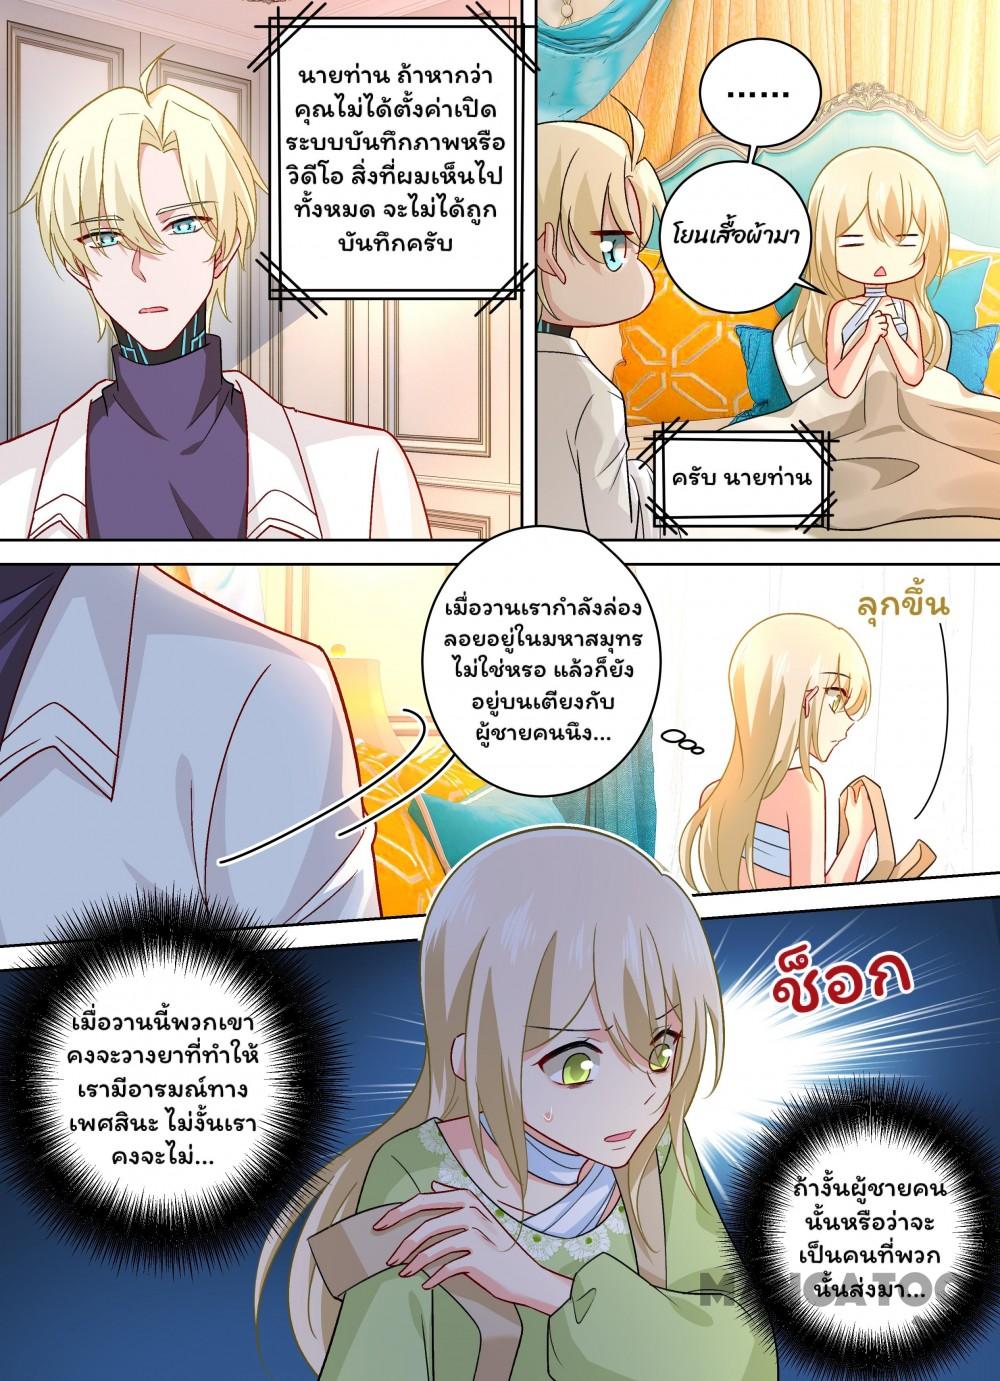 นายท่าน ถ้าหากว่า
คุณไม่ได้ตั้งค่าเปิด
ระบบบันทึกภาพหรือ
วิดีโอ สิ่งที่ผมเห็นไป
ทั้งหมด จะไม่ได้ถูก
บันทึกครับ
......
โยนเสื้อผ้ามา
ครับ นายท่าน
เมื่อวานเรากำลังล่อง
ลอยอยู่ในมหาสมุทร
ไม่ใช่หรอ แล้วก็ยัง
อยู่บนเตียงกับ
ผู้ชายคนนึง...
ลุกขึ้น
ช็อก
เมื่อวานนี้พวกเขา
คงจะวางยาที่ทำให้
เรามีอารมณ์ทาง
เพศสินะ ไม่งั้นเรา
คงจะไม่...
ถ้างั้นผู้ชายคน
นั้นหรือว่าจะ
เป็นคนที่พวก
นั้นส่งมา...